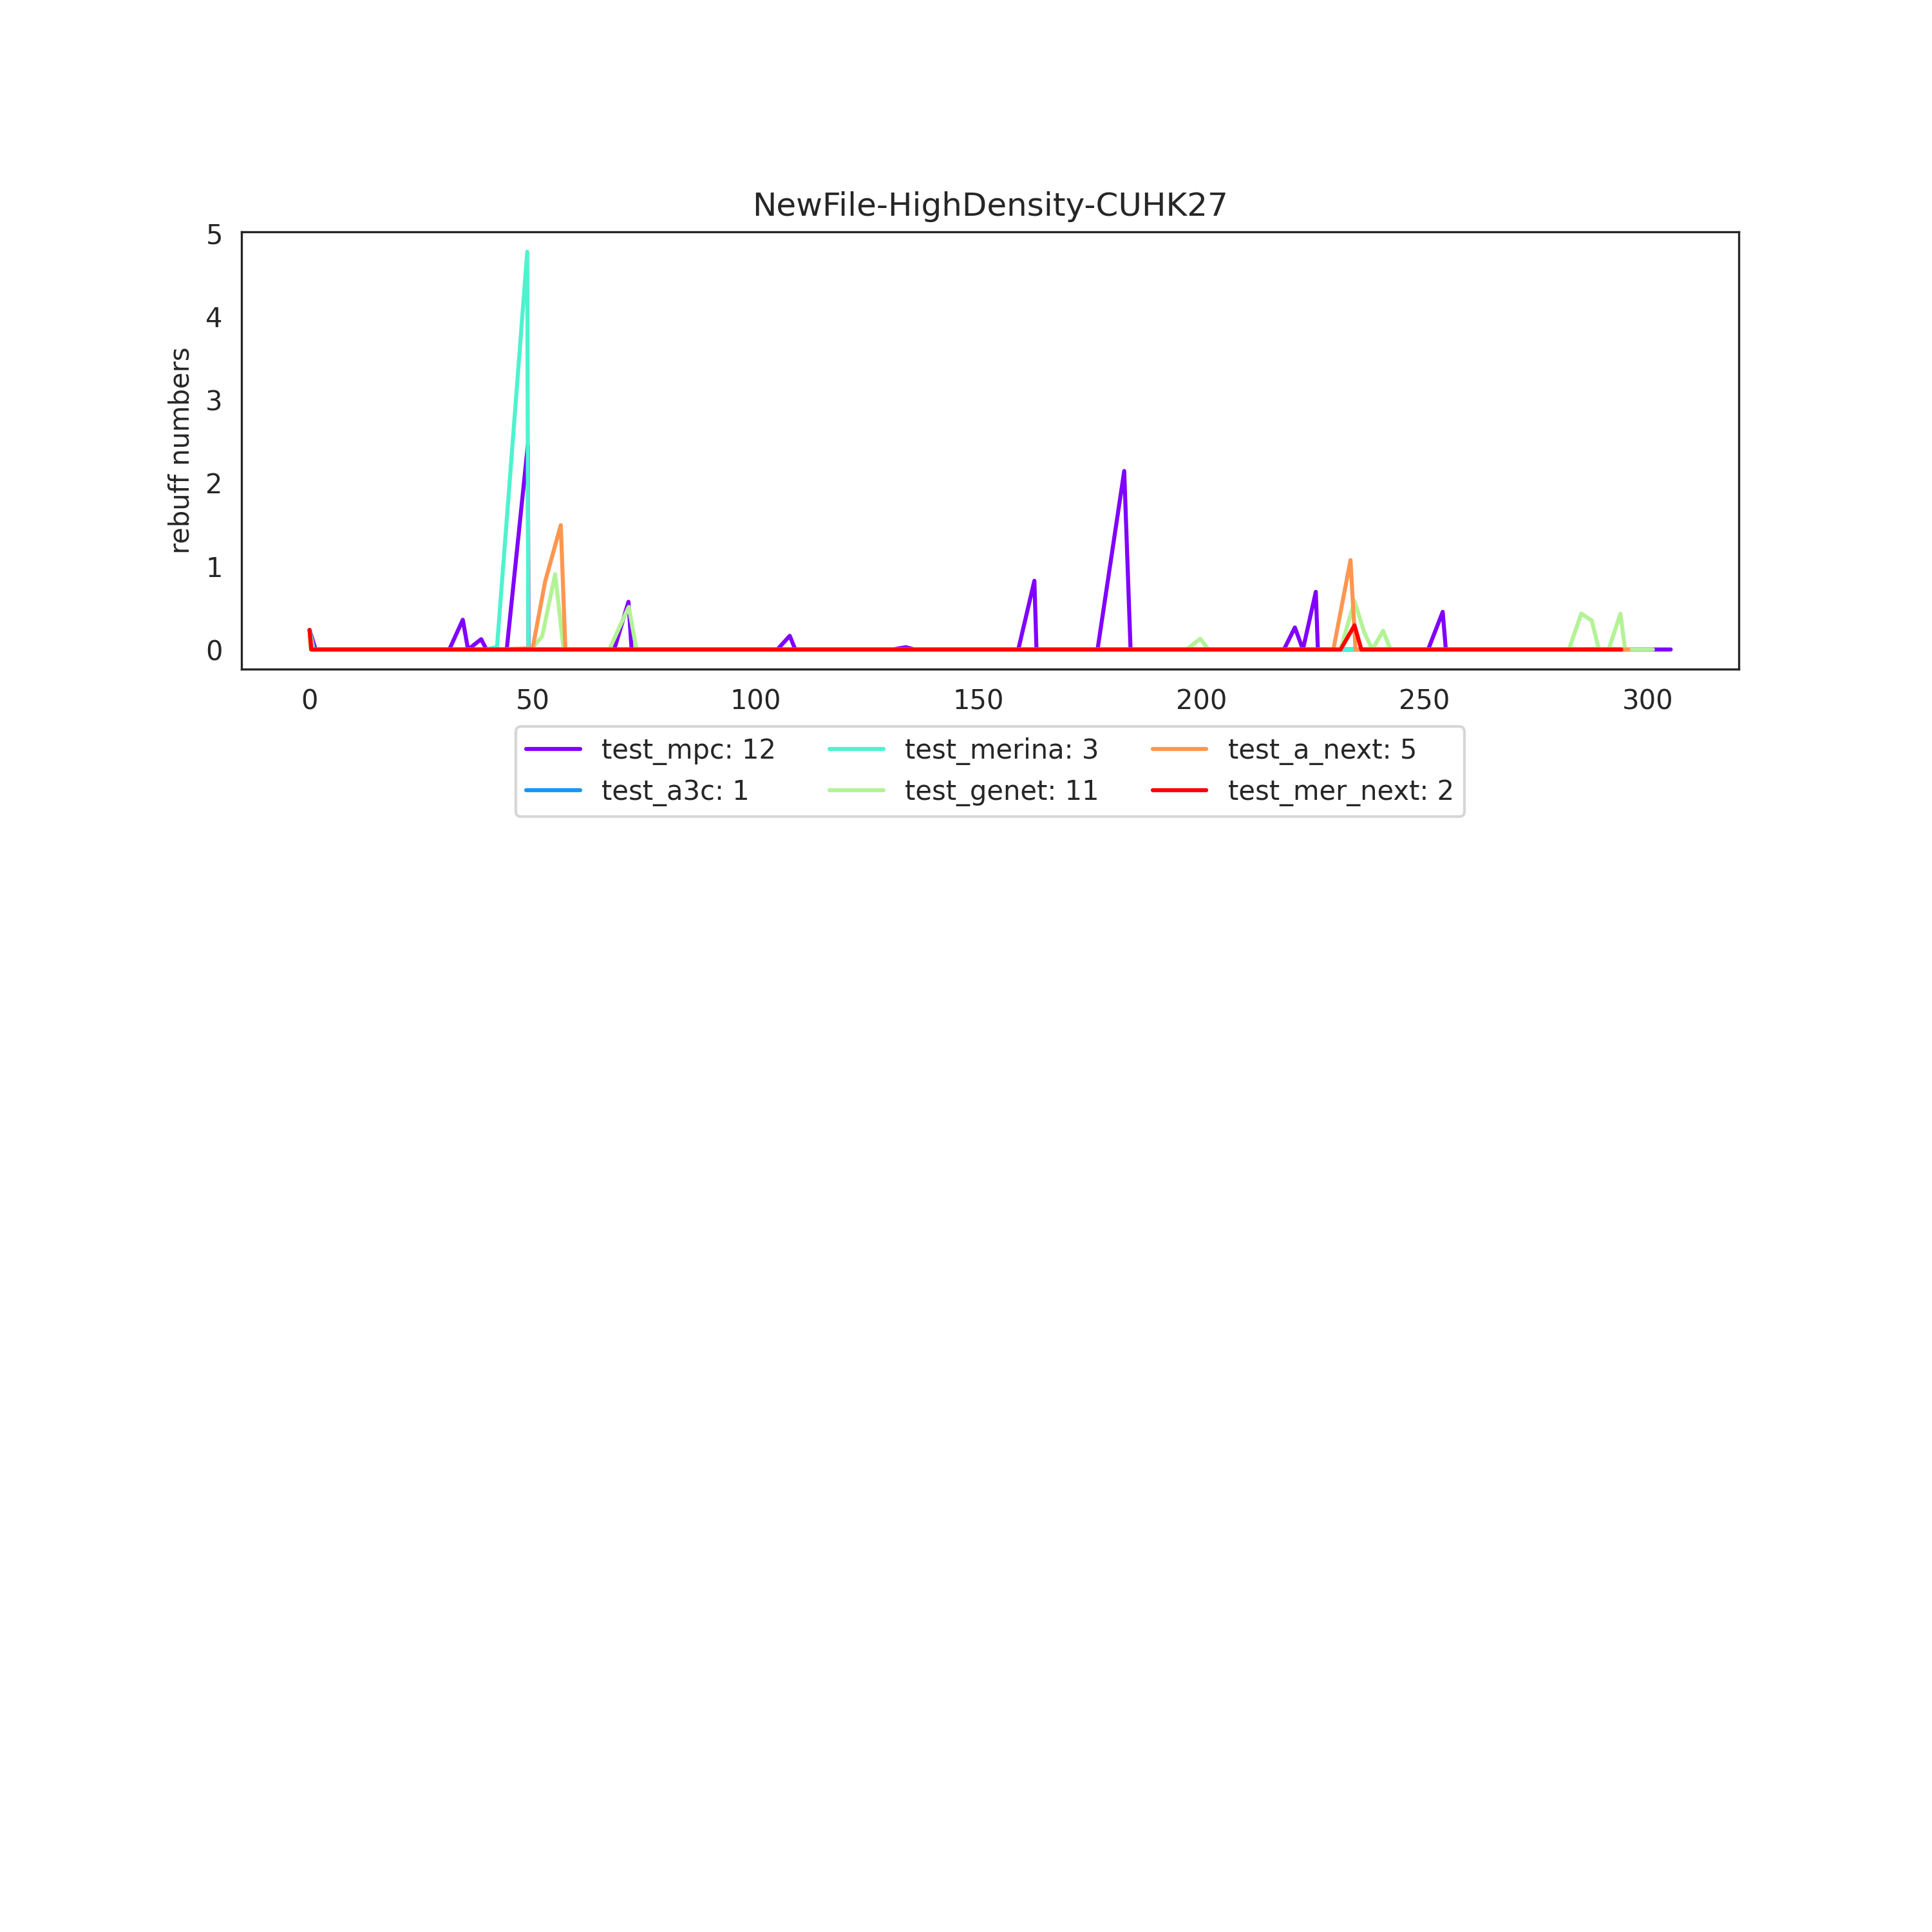 NewFile-HighDensity-CUHK27
5
4
3
2
1
0
rebuff numbers
0 50 100 150 200 250 300
test_mpc: 12 test_merina: 3 test_a_next: 5
test_a3c: 1 test_genet: 11 test_mer_next: 2